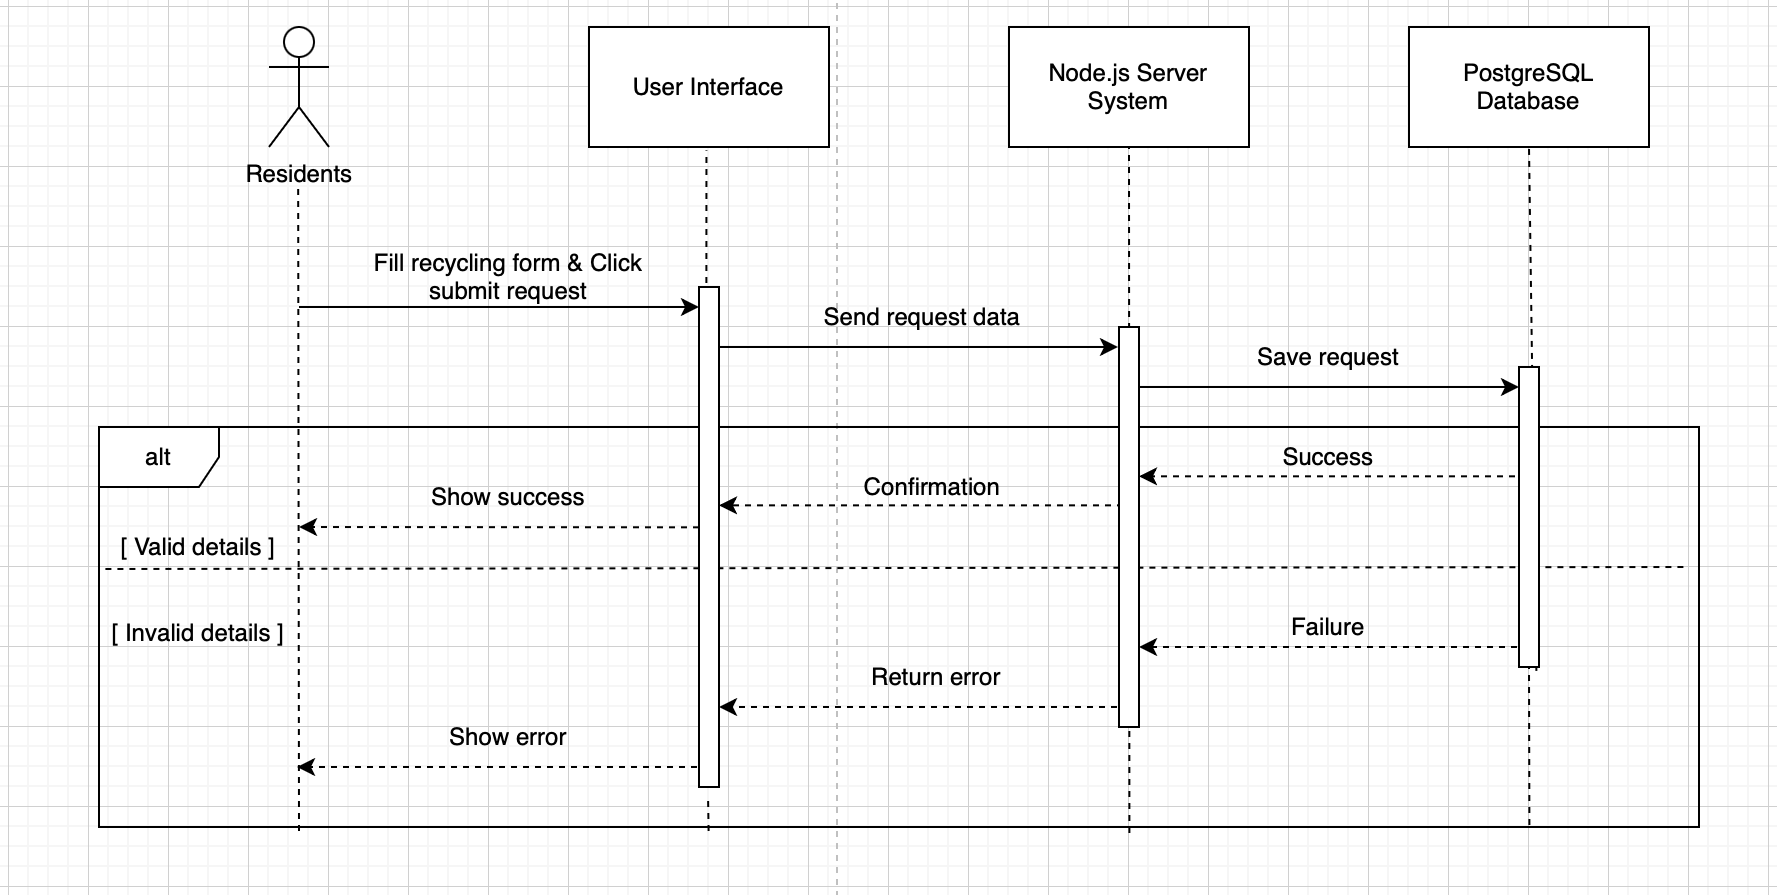 Residents
User Interface
Node.js Server
System
PostgreSQL
Database
Fill recycling form & Click
submit request
Send request data
Save request
alt
Success
Confirmation
Show success
[ Valid details ]
[ Invalid details ]
Failure
Return error
Show error